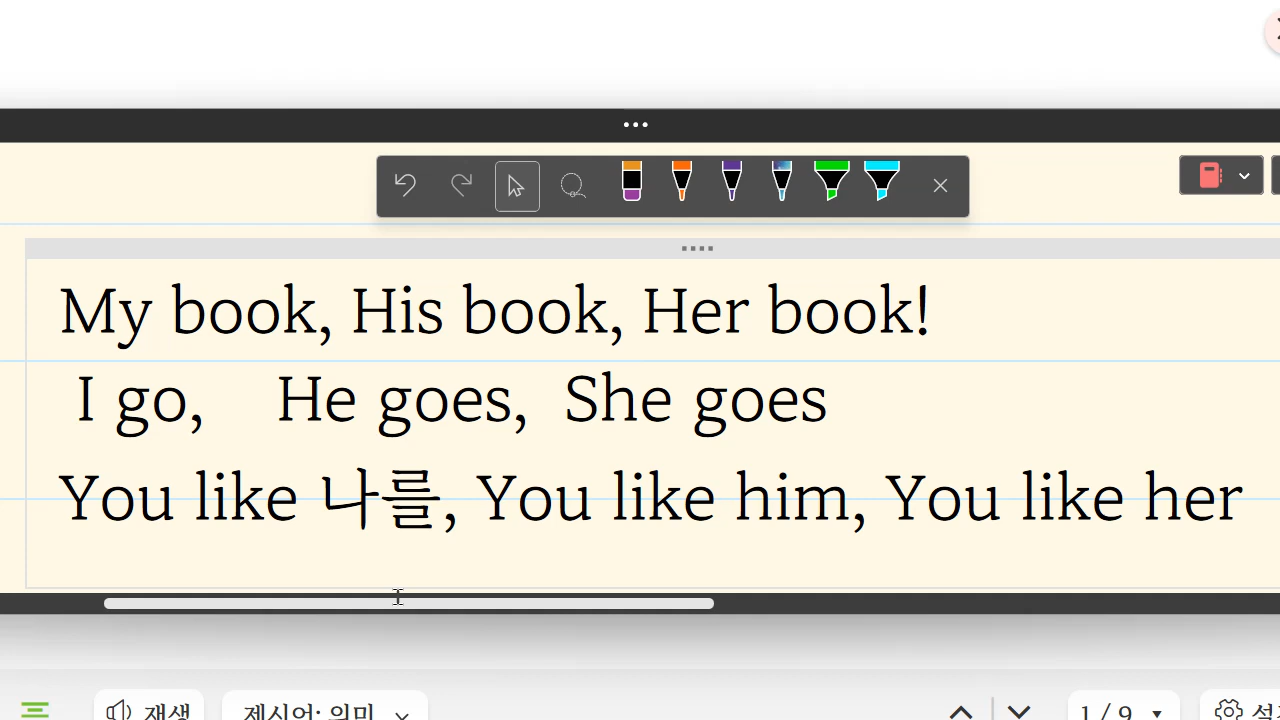 My book, His book, Her book!
I go, He goes, She goes
You like 나를, You like him, You like her
재생
제시어: 의미
1 / 9